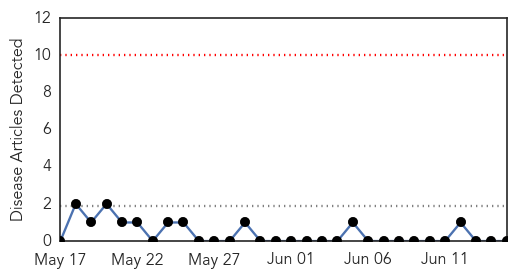 Disease Articles Detected
12
10
8
6
4
2
0
May 17
May 22
May 27
Jun 01
Jun 06
Jun 11